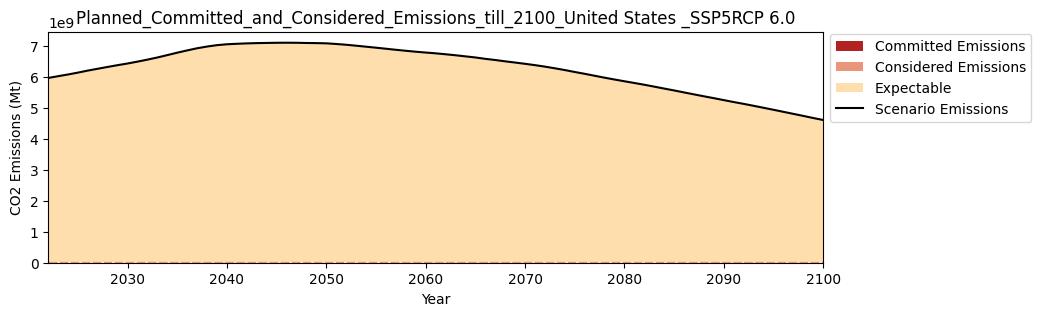 Planned_Committed_and_Considered_Emissions_till_2100_United States _SSP5RCP 6.0
1e9
7
6
5
4
3
2
1
0
CO2 Emissions (Mt)
2030 2040 2050 2060 2070 2080 2090 2100
Year
Committed Emissions
Considered Emissions
Expectable
Scenario Emissions